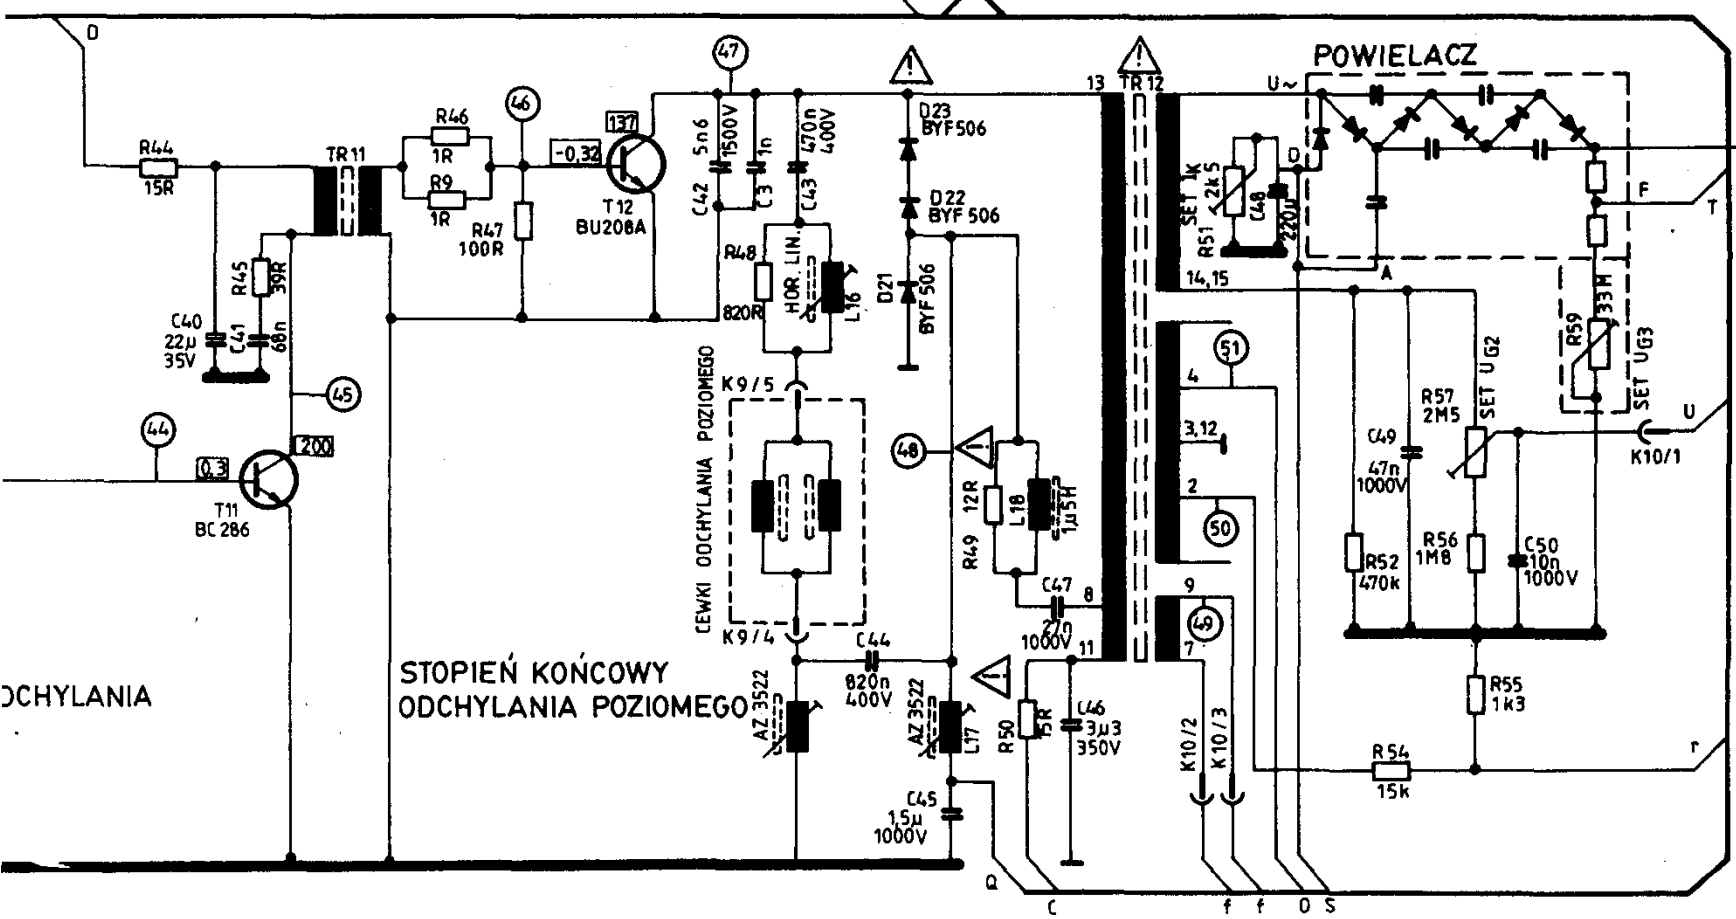 D
47
POWIELACZ
13
TR 12
U~
46
D23
BYF506
R46
1R
137
5n6
1500V
1n
470n
400V
R44
15R
TR11
-0,32
R9
1R
C42
C3
C43
T12
BU208A
R47
100R
D22
BYF 506
SET 1K
2k5
R51
C48
220µ
D
F
T
R45
39R
R48
820R
HOR. LIN.
L16
D21
BYF 506
14,15
A
33M
R59
SET UG3
C40
22µ
35V
C41
68n
51
4
K9/5
45
CEWKI ODCHYLANIA POZIOMEGO
R57
2M5
SET UG2
U
44
200
48
3,12
C49
47n
1000V
K10/1
0,3
T11
BC 286
12R
R49
L18
1µ5H
2
50
R52
470k
R56
1M8
C50
10n
1000V
C47
27n
1000V
8
9
49
7
K9/4
C44
820n
400V
11
STOPIEŃ KOŃCOWY
ODCHYLANIA POZIOMEGO
DCHYLANIA
AZ 3522
AZ 3522
L17
R50
15R
C46
3µ3
350V
K10/2
K10/3
R55
1k3
R54
15k
r
C45
1,5µ
1000V
Q
C
f
f
O
S